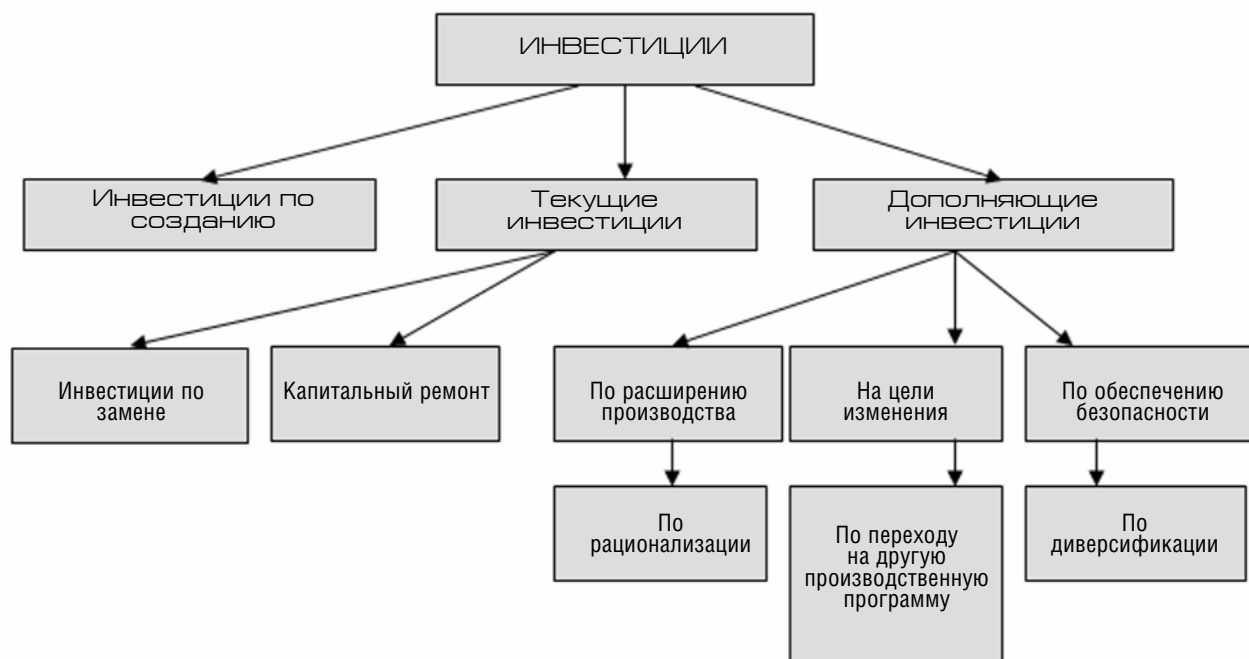 ИНВЕСТИЦИИ
Инвестиции по
созданию
Текущие
инвестиции
Дополняющие
инвестиции
Инвестиции по
замене
Капитальный ремонт
По расширению
производства
На цели
изменения
По обеспечению
безопасности
По
рационализации
По переходу
на другую
производственную
программу
По
диверсификации